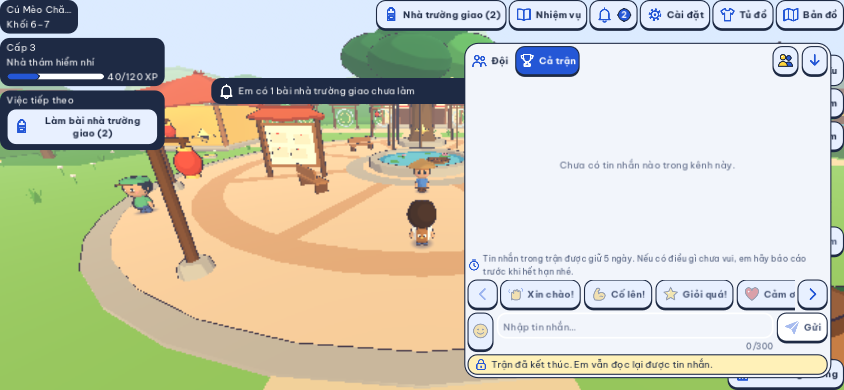 Cú Mèo Chă...
Khối 6-7
Nhà trường giao (2)
Nhiệm vụ
2
Cài đặt
Tủ đồ
Bản đồ
Cấp 3
Nhà thám hiểm nhí
40/120 XP
Việc tiếp theo
Làm bài nhà trường
giao (2)
Em có 1 bài nhà trường giao chưa làm
Đội
Cả trận
Chưa có tin nhắn nào trong kênh này.
Tin nhắn trong trận được giữ 5 ngày. Nếu có điều gì chưa vui, em hãy báo cáo
trước khi hết hạn nhé.
Xin chào!
Cố lên!
Giỏi quá!
Cảm ơ
Nhập tin nhắn...
Gửi
0/300
Trận đã kết thúc. Em vẫn đọc lại được tin nhắn.